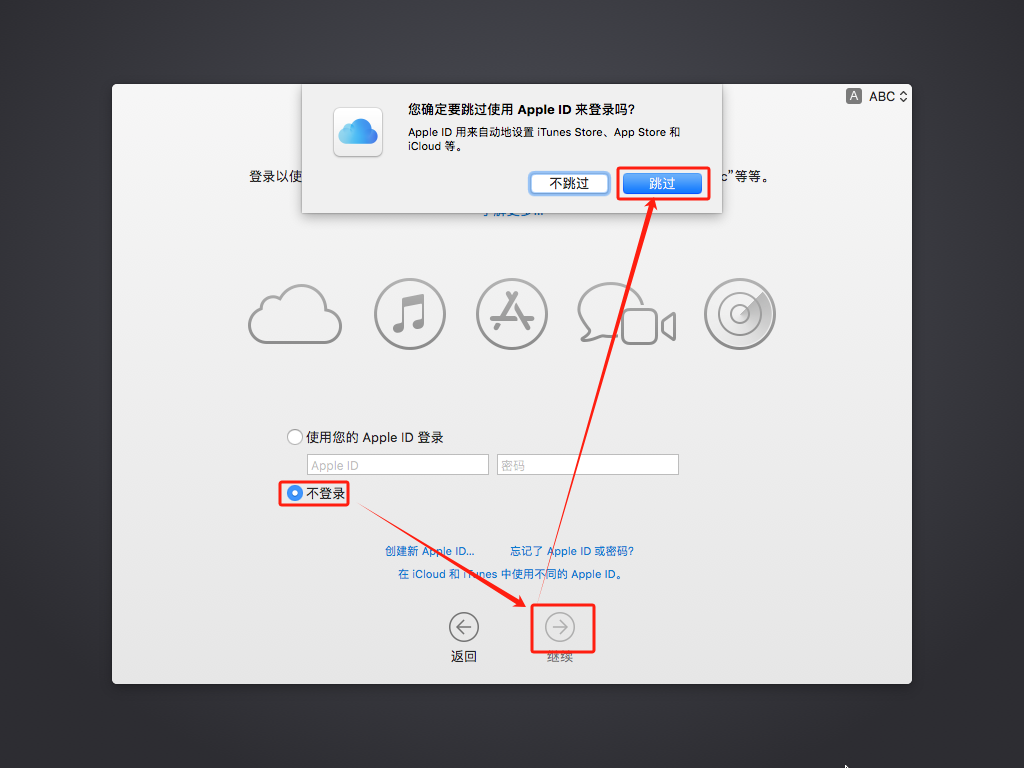 A ABC
您确定要跳过使用 Apple ID 来登录吗?
Apple ID 用来自动地设置 iTunes Store、App Store 和
iCloud 等。
不跳过 跳过
登录以使 c”等等。
了解更多...
使用您的 Apple ID 登录
Apple ID 密码
不登录
创建新 Apple ID... 忘记了 Apple ID 或密码?
在 iCloud 和 iTunes 中使用不同的 Apple ID。
返回 继续